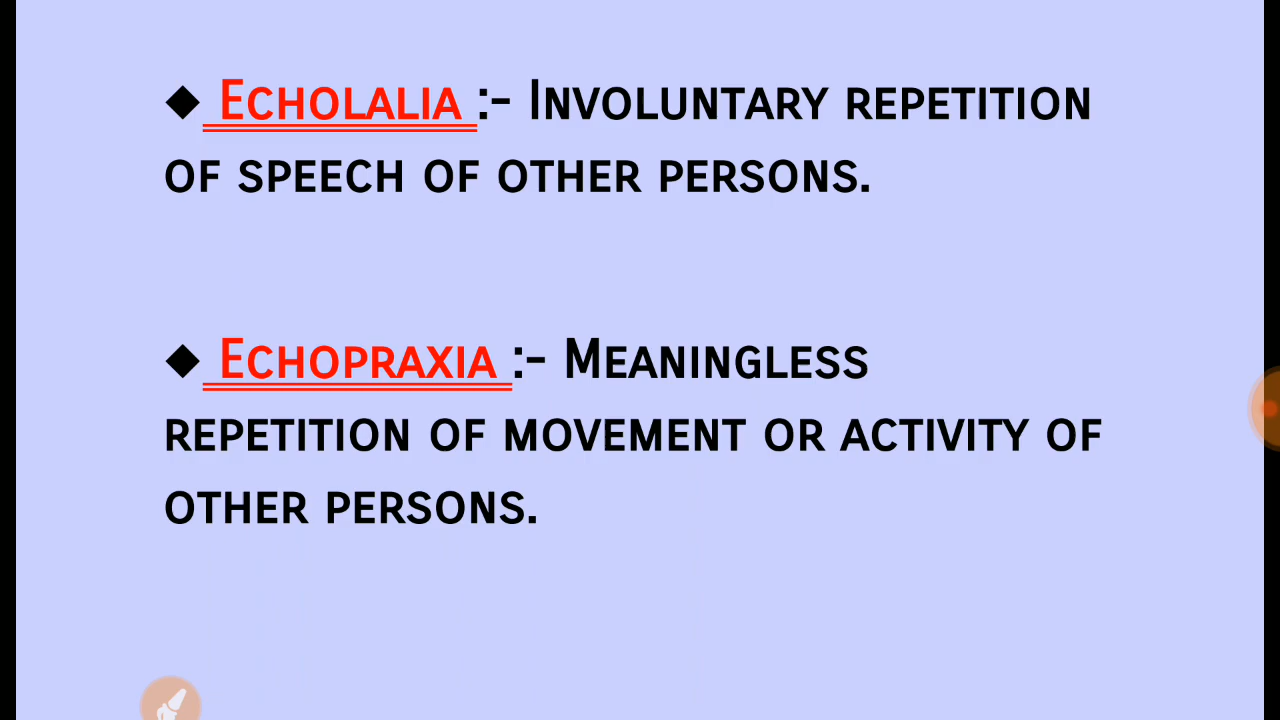 ◆ Echolalia :- Involuntary repetition
of speech of other persons.
◆ Echopraxia :- Meaningless
repetition of movement or activity of
other persons.